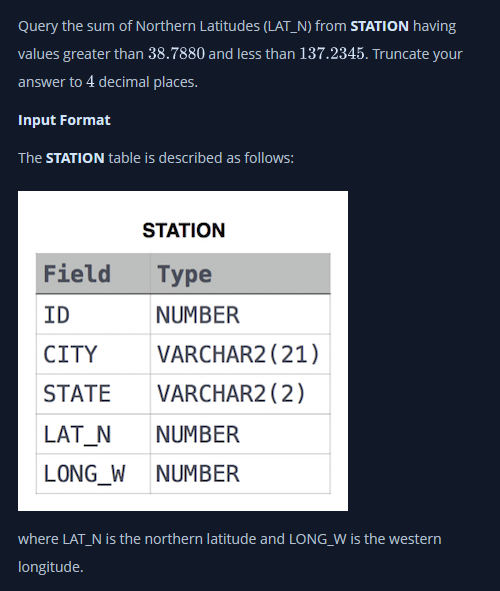 Query the sum of Northern Latitudes (LAT_N) from STATION having
values greater than 38.7880 and less than 137.2345. Truncate your
answer to 4 decimal places.
Input Format
The STATION table is described as follows:
STATION
Field Type
ID NUMBER
CITY VARCHAR2(21)
STATE VARCHAR2(2)
LAT_N NUMBER
LONG_W NUMBER
where LAT_N is the northern latitude and LONG_W is the western
longitude.